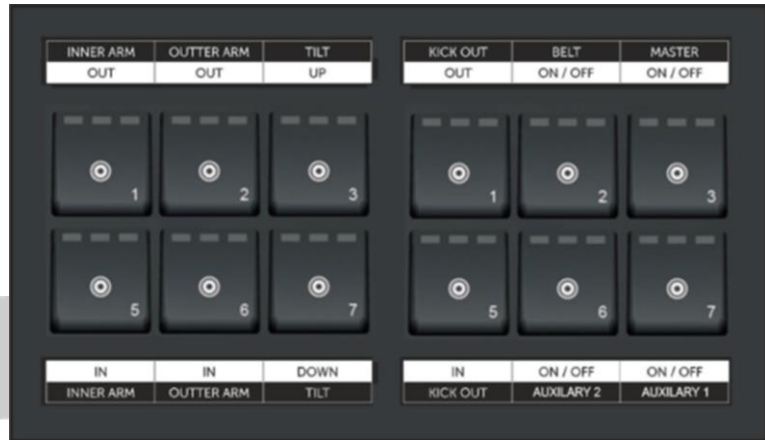 INNER ARM OUTTER ARM TILT KICK OUT BELT MASTER
OUT OUT UP OUT ON / OFF ON / OFF
1 2 3 1 2 3
5 6 7 5 6 7
IN IN DOWN IN ON / OFF ON / OFF
INNER ARM OUTTER ARM TILT KICK OUT AUXILARY 2 AUXILARY 1